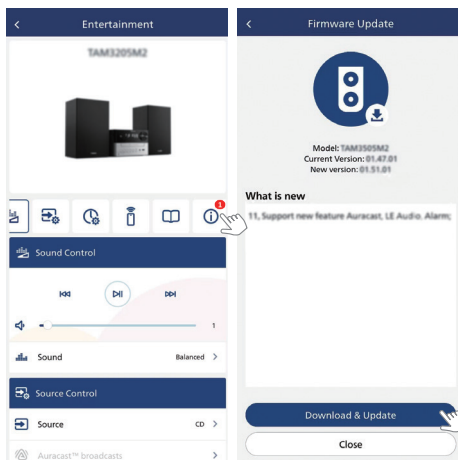 Entertainment
TAM3205M2
1
Sound Control
1
Sound
Balanced
Source Control
Source
CD
Auracast™ broadcasts
Firmware Update
Model: TAM3505M2
Current Version: 01.47.01
New version: 01.51.01
What is new
11, Support new feature Auracast, LE Audio. Alarm;
Download & Update
Close